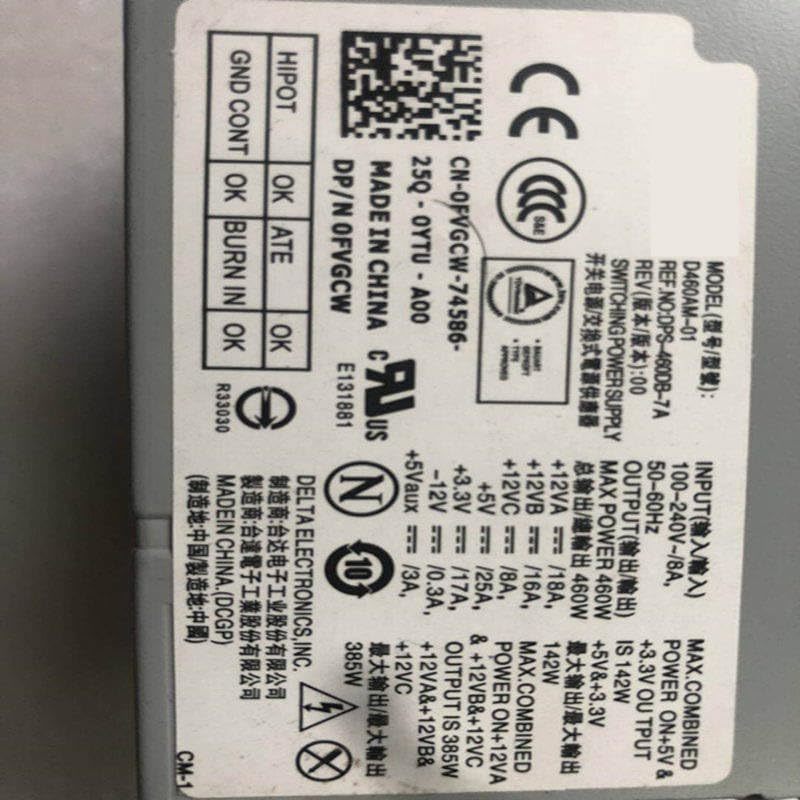 MODEL(型号/型號):
D460AM-01
REF.NO:DPS-460DB-7A
REV(版本/版本):00
SWITCHINGPOWERSUPPLY
开关电源/交換式電源供應器
INPUT(输入/輸入)
100-240V~/8A,
50-60Hz
OUTPUT(输出/輸出)
MAX POWER 460W
总输出/總輸出 460W
+12VA ⎓ /18A,
+12VB ⎓ /16A,
+12VC ⎓ /8A,
+5V ⎓ /25A,
+3.3V ⎓ /17A,
-12V ⎓ /0.3A,
+5Vaux ⎓ /3A,
MAX.COMBINED
POWER ON+5V &
+3.3V OUTPUT
IS 142W
+5V&+3.3V
最大输出/最大輸出
142W
MAX.COMBINED
POWER ON+12VA
& +12VB&+12VC
OUTPUT IS 385W
+12VA&+12VB&
+12VC
最大输出/最大輸出
385W
CE
CCC
S&E
CN-0FVGCW-74586-
25Q-0YTU-A00
MADE IN CHINA
DP/N 0FVGCW
c RU US
E131881
HIPOT OK ATE OK
GND CONT OK BURN IN OK
R33030
N
10
DELTA ELECTRONICS,INC.
制造商:台达电子工业股份有限公司
製造商:台達電子工業股份有限公司
MADE IN CHINA.(DCGP)
(制造地:中国/製造地:中國)
CM-1